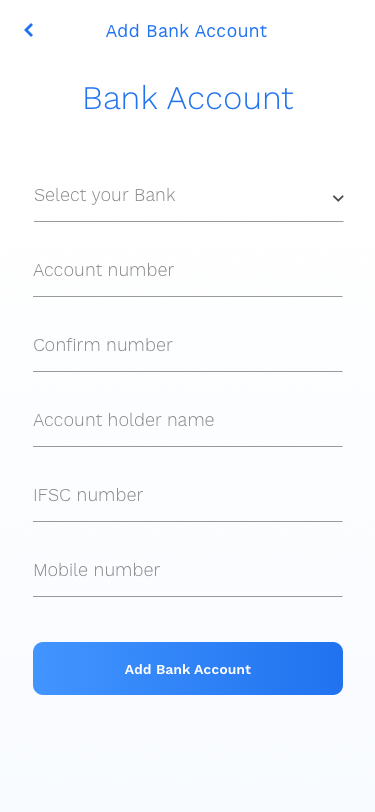 Add Bank Account
Bank Account
Select your Bank
Account number
Confirm number
Account holder name
IFSC number
Mobile number
Add Bank Account